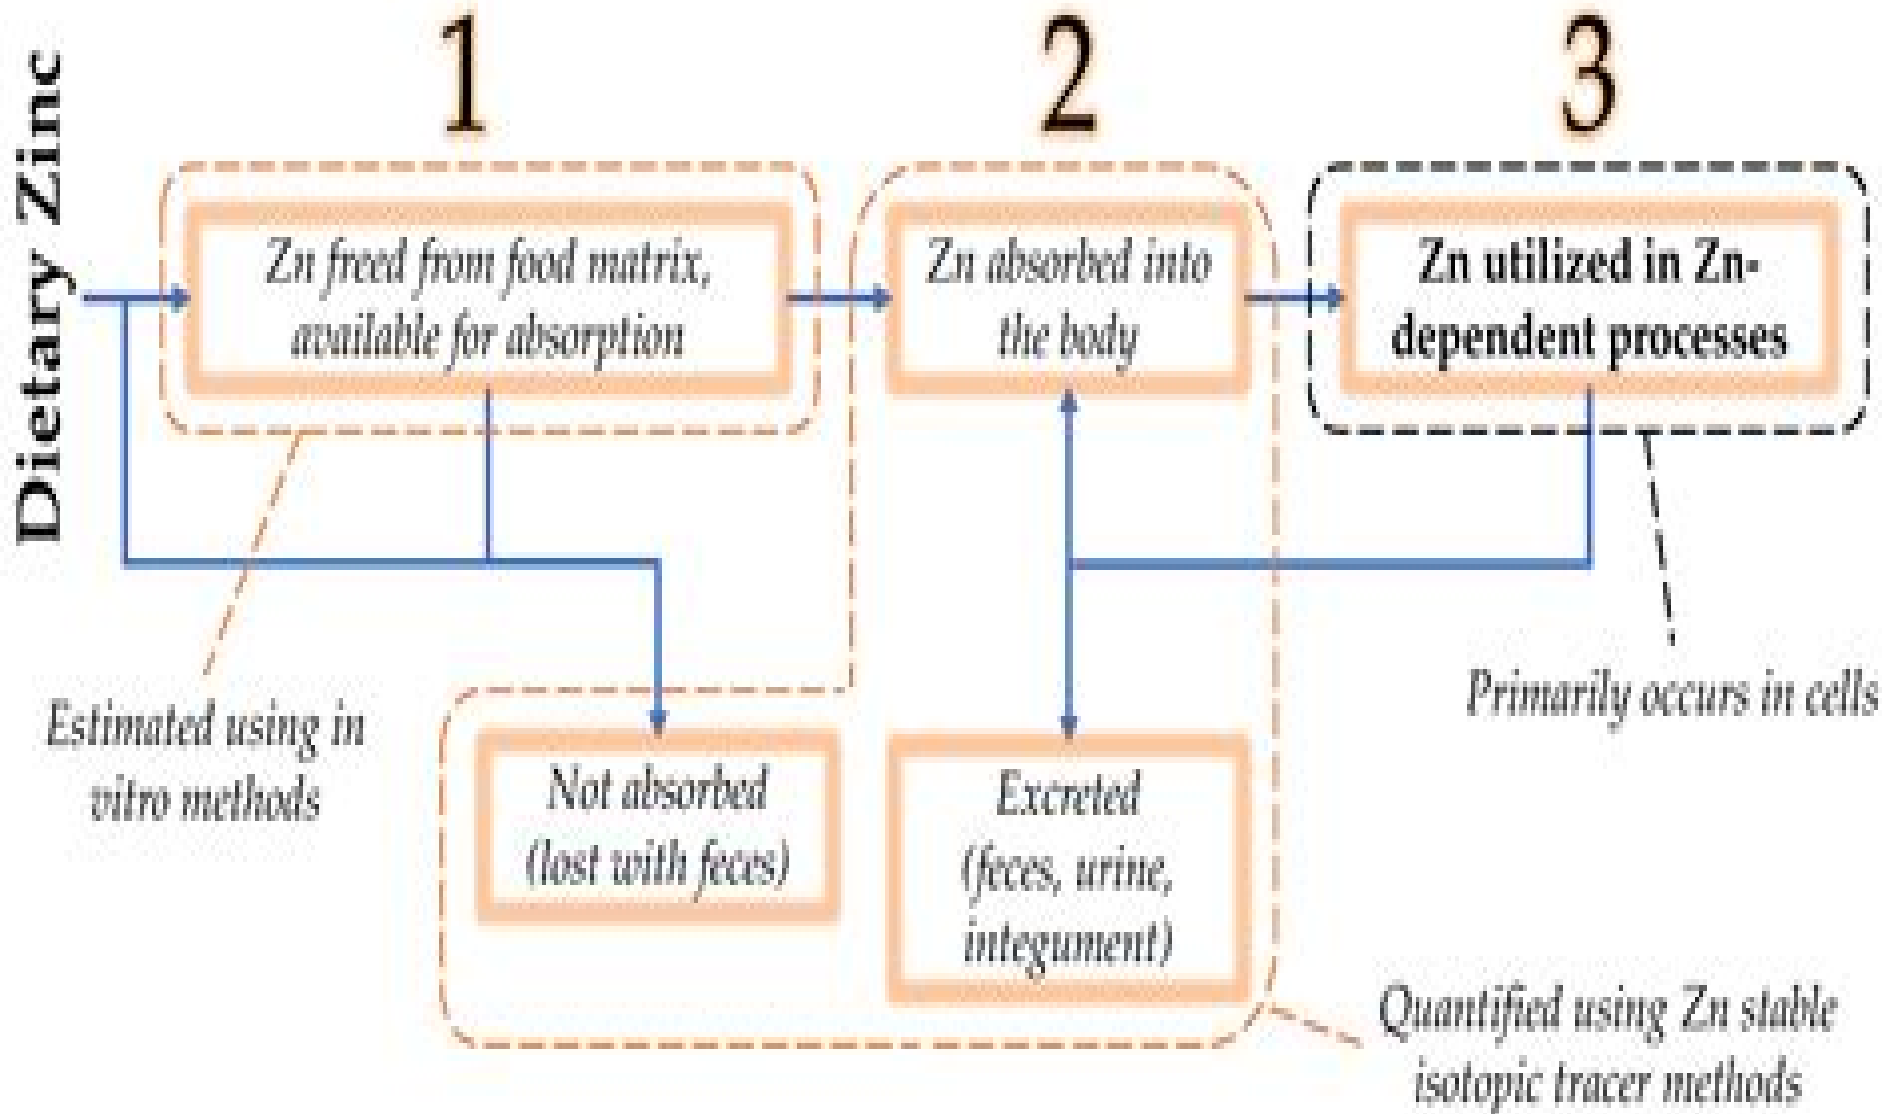 Dietary Zinc
1
2
3
Zn freed from food matrix,
available for absorption
Zn absorbed into
the body
Zn utilized in Zn-
dependent processes
Estimated using in
vitro methods
Not absorbed
(lost with feces)
Excreted
(feces, urine,
integument)
Primarily occurs in cells
Quantified using Zn stable
isotopic tracer methods